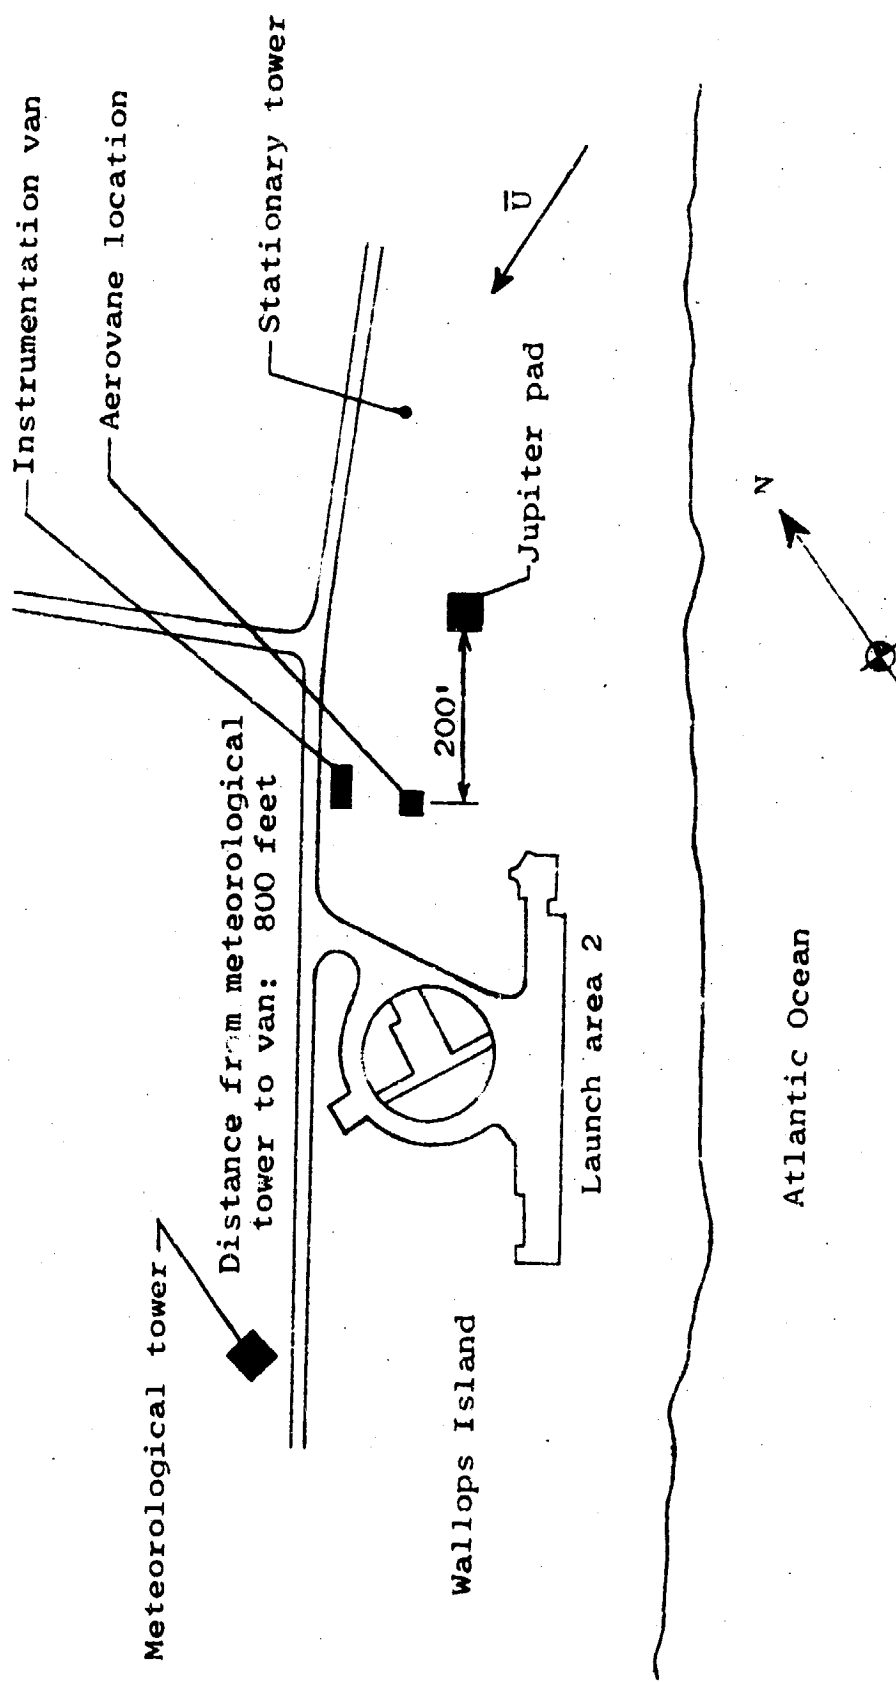 Instrumentation van
Aerovane location
Stationary tower
Meteorological tower
Distance from meteorological
tower to van: 800 feet
U
200'
Jupiter pad
N
Wallops Island
Launch area 2
Atlantic Ocean